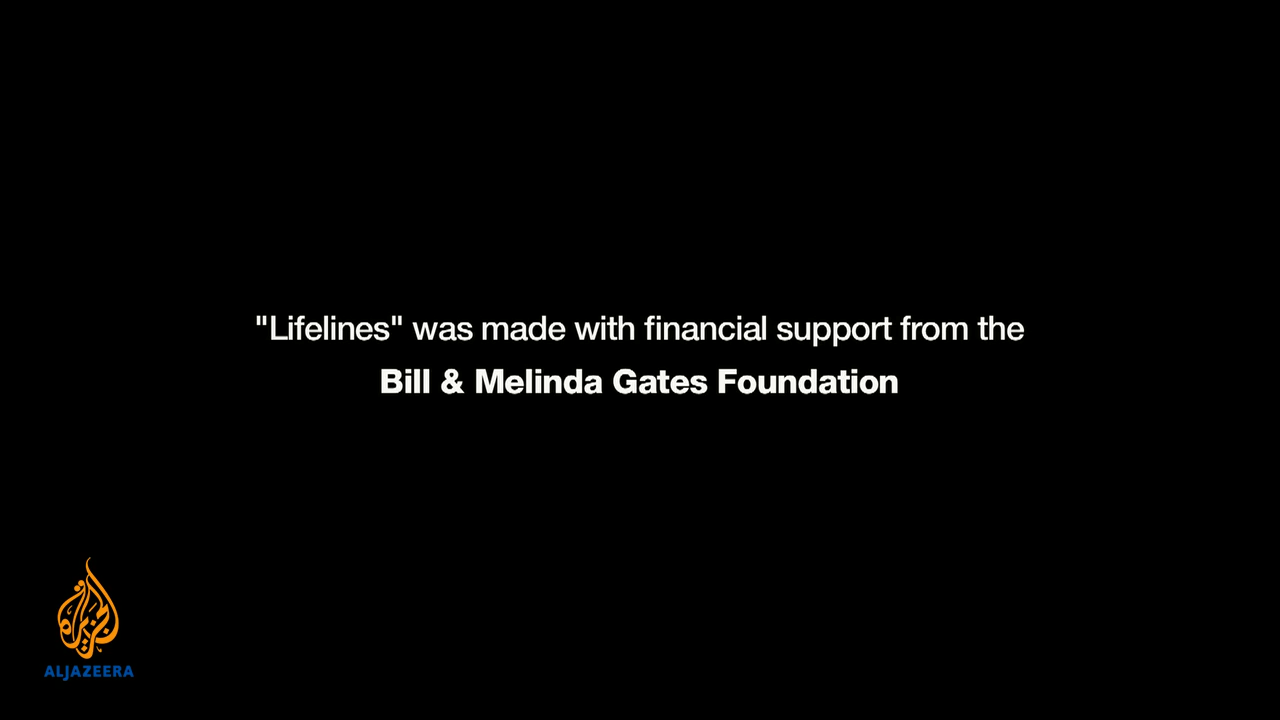 "Lifelines" was made with financial support from the
Bill & Melinda Gates Foundation
الجزيرة
ALJAZEERA